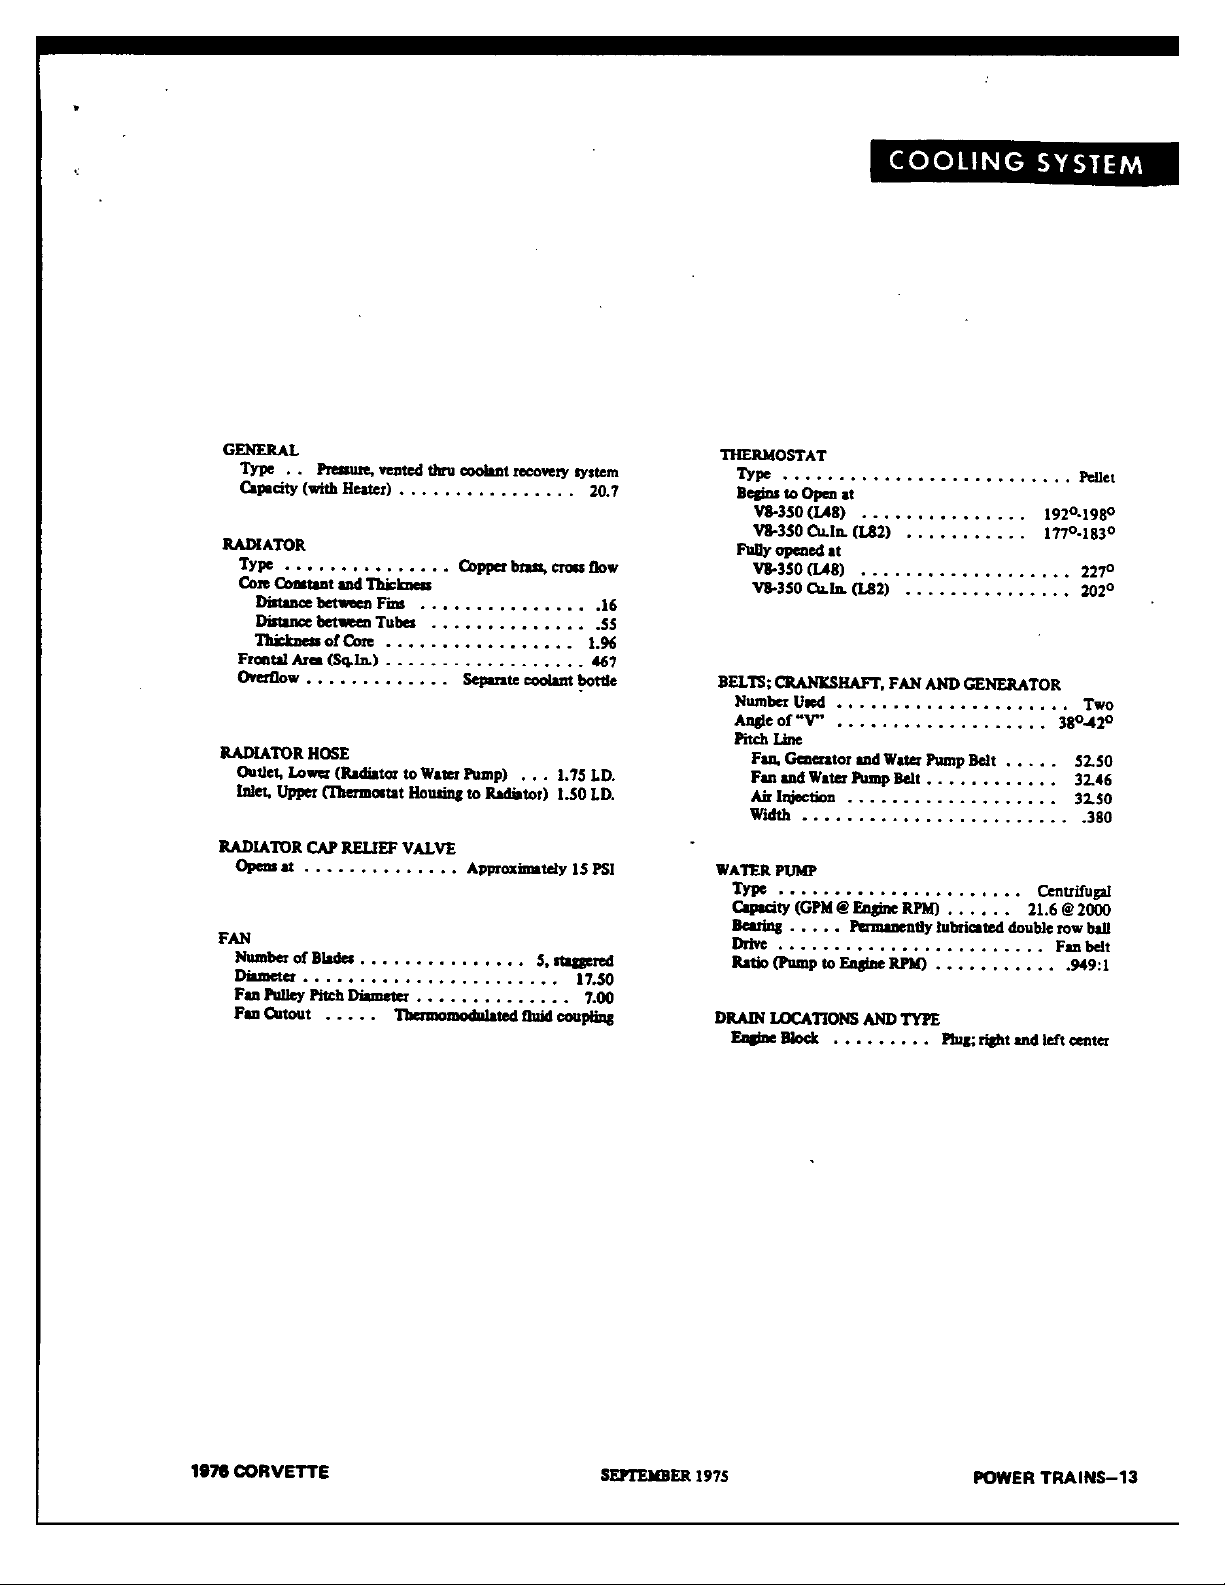 COOLING SYSTEM
GENERAL
Type . . Pressure, vented thru coolant recovery system
Capacity (with Heater) . . . . . . . . . . . . . . . . 20.7
RADIATOR
Type . . . . . . . . . . . . . . . Copper brass, cross flow
Core Constant and Thickness
Distance between Fins . . . . . . . . . . . . . . . .16
Distance between Tubes . . . . . . . . . . . . . . .55
Thickness of Core . . . . . . . . . . . . . . . . . 1.96
Frontal Area (Sq.In.) . . . . . . . . . . . . . . . . . . 467
Overflow . . . . . . . . . . . . . Separate coolant bottle
RADIATOR HOSE
Outlet, Lower (Radiator to Water Pump) . . . 1.75 I.D.
Inlet, Upper (Thermostat Housing to Radiator) 1.50 I.D.
RADIATOR CAP RELIEF VALVE
Opens at . . . . . . . . . . . . . . Approximately 15 PSI
FAN
Number of Blades . . . . . . . . . . . . . . . 5, staggered
Diameter . . . . . . . . . . . . . . . . . . . . . . . 17.50
Fan Pulley Pitch Diameter . . . . . . . . . . . . . . 7.00
Fan Cutout . . . . . Thermomodulated fluid coupling
THERMOSTAT
Type . . . . . . . . . . . . . . . . . . . . . . . . . . Pellet
Begins to Open at
V8-350 (L48) . . . . . . . . . . . . . . . 192°-198°
V8-350 Cu.In. (L82) . . . . . . . . . . . 177°-183°
Fully opened at
V8-350 (L48) . . . . . . . . . . . . . . . . . . . 227°
V8-350 Cu.In. (L82) . . . . . . . . . . . . . . . 202°
BELTS; CRANKSHAFT, FAN AND GENERATOR
Number Used . . . . . . . . . . . . . . . . . . . . . Two
Angle of "V" . . . . . . . . . . . . . . . . . . . 38°-42°
Pitch Line
Fan, Generator and Water Pump Belt . . . . . 52.50
Fan and Water Pump Belt . . . . . . . . . . . . 32.46
Air Injection . . . . . . . . . . . . . . . . . . . 32.50
Width . . . . . . . . . . . . . . . . . . . . . . . . .380
WATER PUMP
Type . . . . . . . . . . . . . . . . . . . . . . Centrifugal
Capacity (GPM @ Engine RPM) . . . . . . 21.6 @ 2000
Bearing . . . . . Permanently lubricated double row ball
Drive . . . . . . . . . . . . . . . . . . . . . . . . Fan belt
Ratio (Pump to Engine RPM) . . . . . . . . . . . .949:1
DRAIN LOCATIONS AND TYPE
Engine Block . . . . . . . . . Plug; right and left center
1976 CORVETTE
SEPTEMBER 1975
POWER TRAINS—13